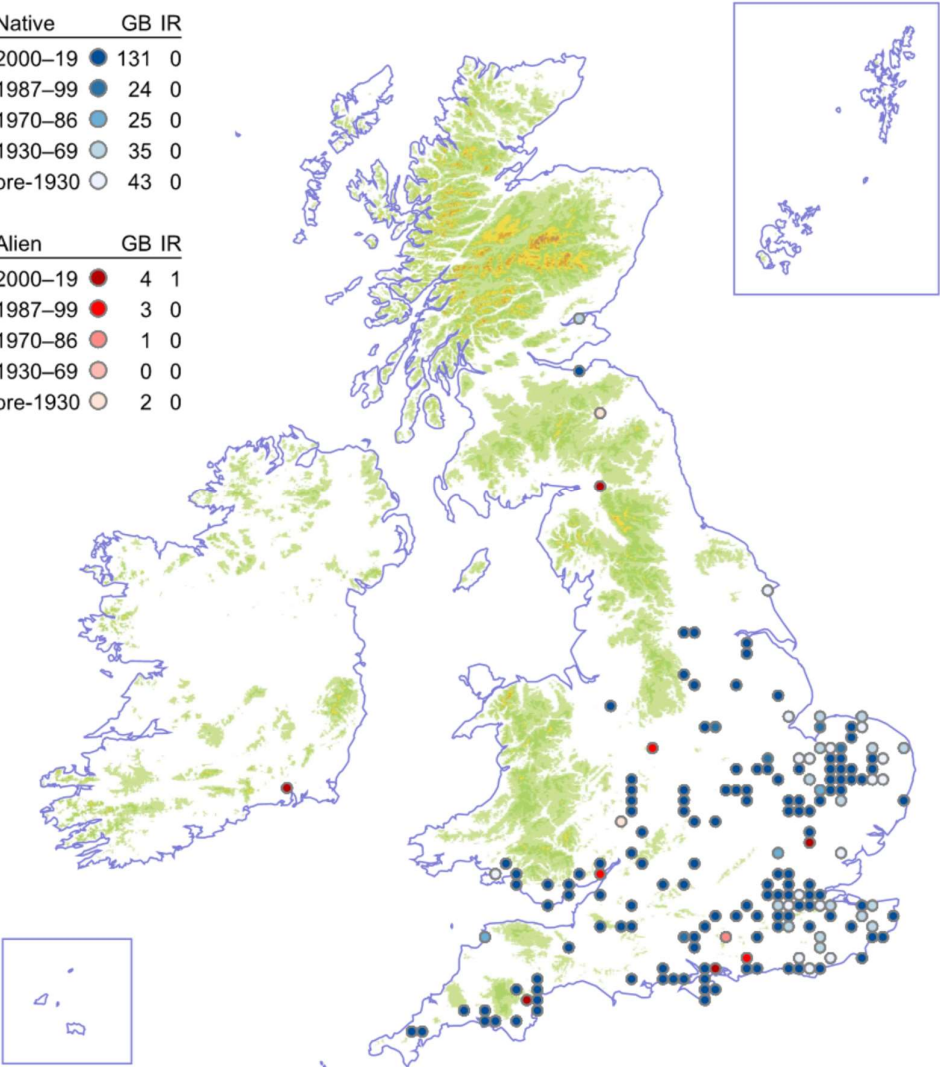 Native GB IR
2000–19 131 0
1987–99 24 0
1970–86 25 0
1930–69 35 0
pre-1930 43 0
Alien GB IR
2000–19 4 1
1987–99 3 0
1970–86 1 0
1930–69 0 0
pre-1930 2 0